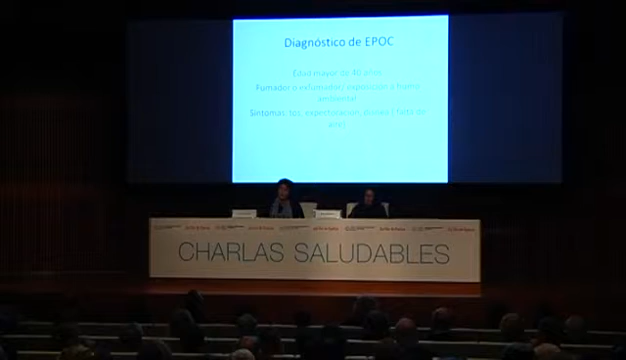 Diagnóstico de EPOC
Edad mayor de 40 años
Fumador o exfumador/ exposición a humo
ambiental
Síntomas: tos, expectoración, disnea ( falta de
aire)
CHARLAS SALUDABLES